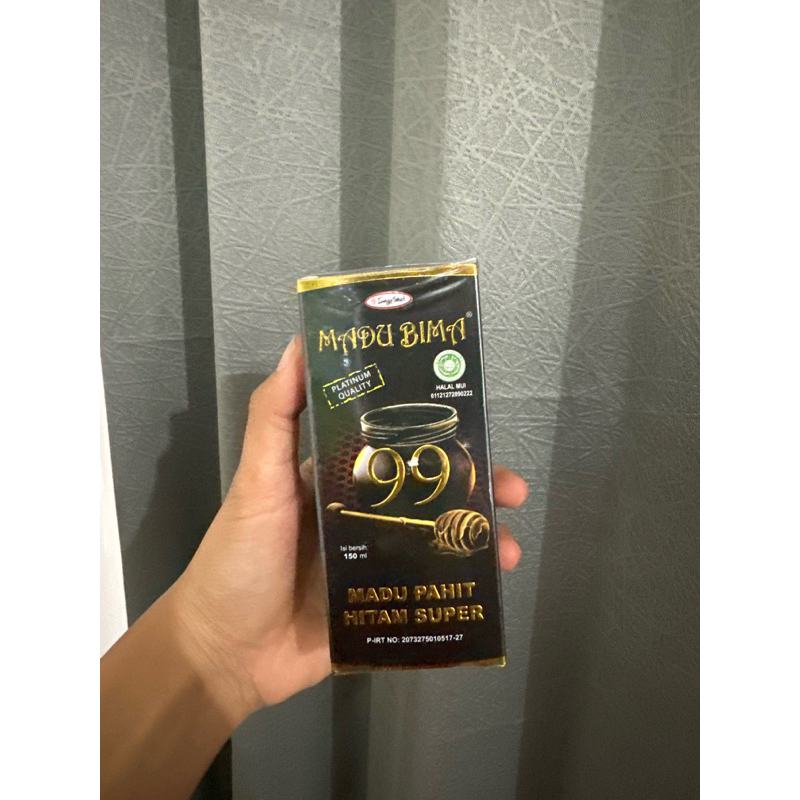 MADU BIMA®
PLATINUM
QUALITY
HALAL MUI
01121272890222
99
Isi bersih:
150 ml
MADU PAHIT
HITAM SUPER
P-IRT NO: 2073275010517-27